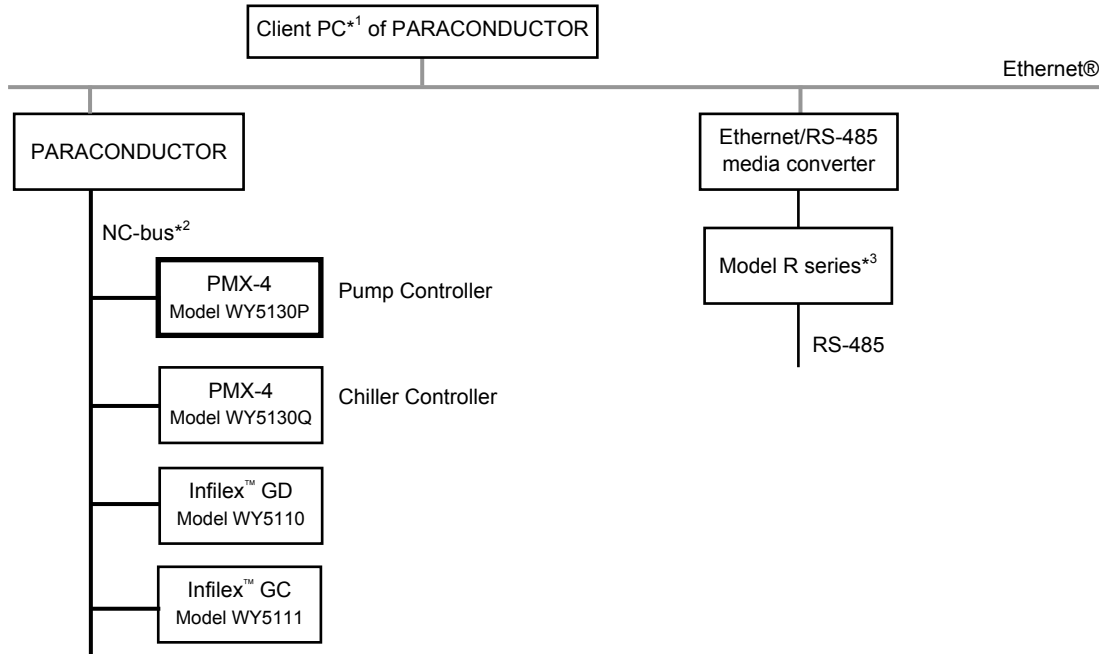 Client PC*1 of PARACONDUCTOR
Ethernet®
PARACONDUCTOR
Ethernet/RS-485
media converter
NC-bus*2
Model R series*3
PMX-4
Model WY5130P
Pump Controller
RS-485
PMX-4
Model WY5130Q
Chiller Controller
Infilex™ GD
Model WY5110
Infilex™ GC
Model WY5111